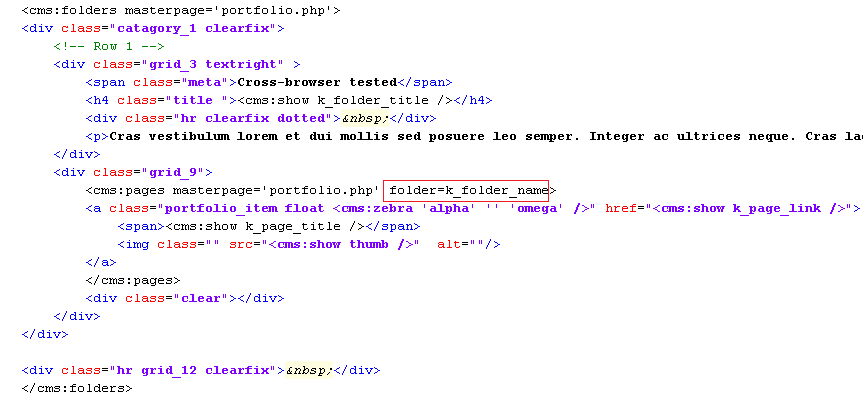 <cms:folders masterpage='portfolio.php'>
<div class="catagory_1 clearfix">
<!-- Row 1 -->
<div class="grid_3 textright" >
<span class="meta">Cross-browser tested</span>
<h4 class="title "><cms:show k_folder_title /></h4>
<div class="hr clearfix dotted">&nbsp;</div>
<p>Cras vestibulum lorem et dui mollis sed posuere leo semper. Integer ac ultrices neque. Cras lac
</div>
<div class="grid_9">
<cms:pages masterpage='portfolio.php' folder=k_folder_name>
<a class="portfolio_item float <cms:zebra 'alpha' '' 'omega' />" href="<cms:show k_page_link />">
<span><cms:show k_page_title /></span>
<img class="" src="<cms:show thumb />"  alt=""/>
</a>
</cms:pages>
<div class="clear"></div>
</div>
</div>
<div class="hr grid_12 clearfix">&nbsp;</div>
</cms:folders>